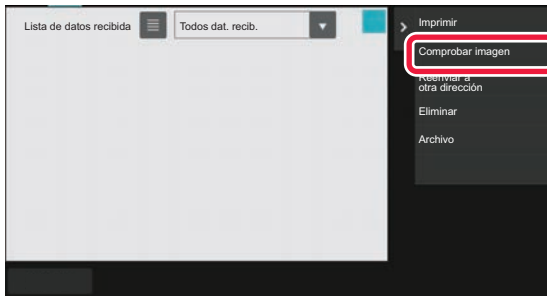 Lista de datos recibida
Todos dat. recib.
Imprimir
Comprobar imagen
Reenviar a
otra dirección
Eliminar
Archivo